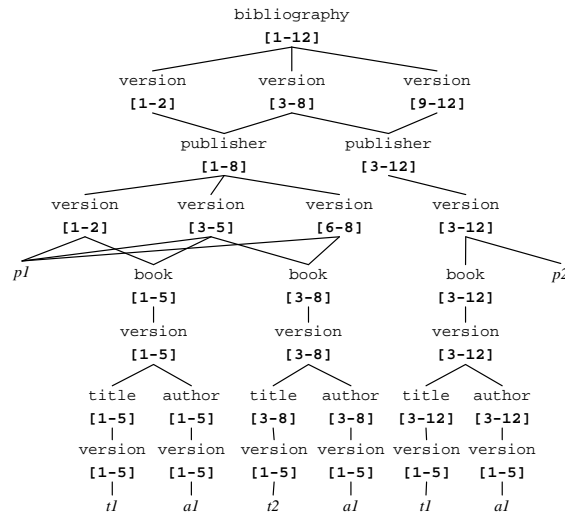 bibliography
[1-12]
version version version
[1-2] [3-8] [9-12]
publisher publisher
[1-8] [3-12]
version version version version
[1-2] [3-5] [6-8] [3-12]
p1 book book book p2
[1-5] [3-8] [3-12]
version version version
[1-5] [3-8] [3-12]
title author title author title author
[1-5] [1-5] [3-8] [3-8] [3-12] [3-12]
version version version version version version
[1-5] [1-5] [1-5] [1-5] [1-5] [1-5]
t1 a1 t2 a1 t1 a1